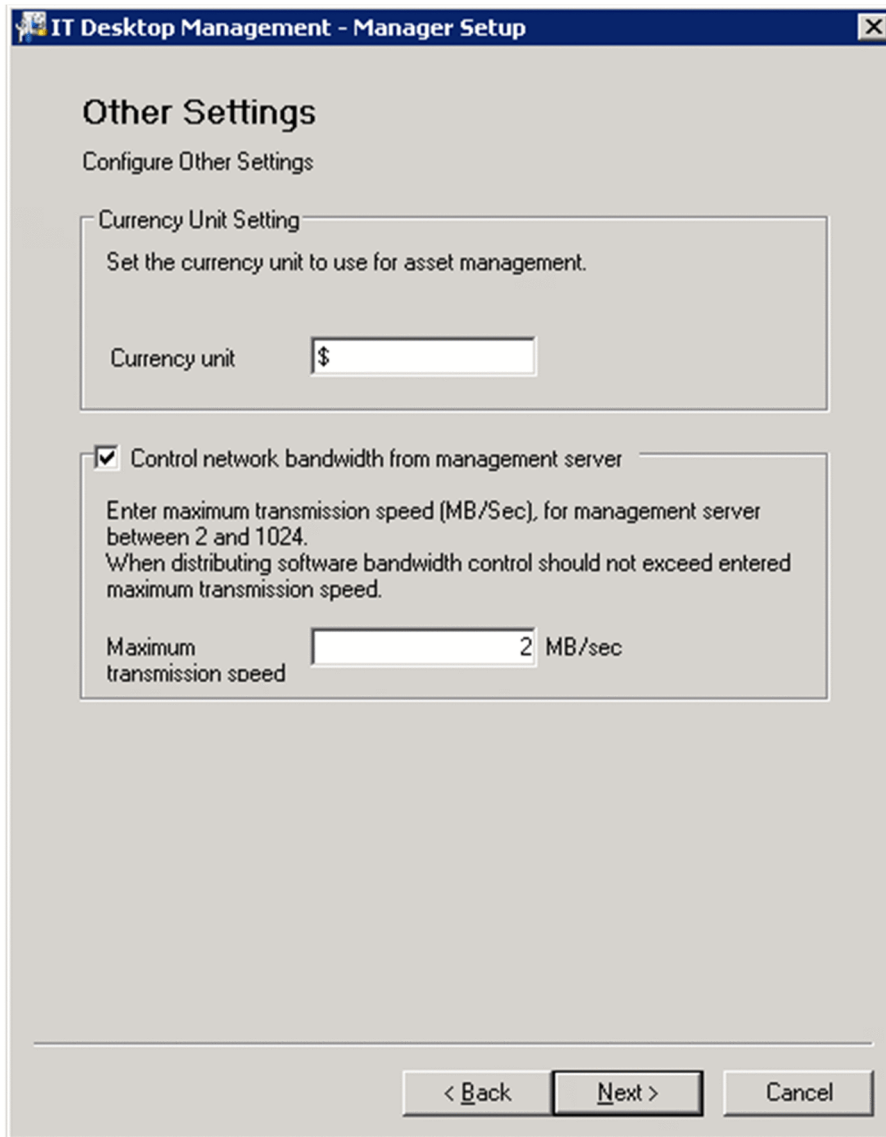 IT Desktop Management - Manager Setup
Other Settings
Configure Other Settings
Currency Unit Setting
Set the currency unit to use for asset management.
Currency unit
$
Control network bandwidth from management server
Enter maximum transmission speed (MB/Sec), for management server
between 2 and 1024.
When distributing software bandwidth control should not exceed entered
maximum transmission speed.
Maximum
transmission speed
2 MB/sec
< Back
Next >
Cancel